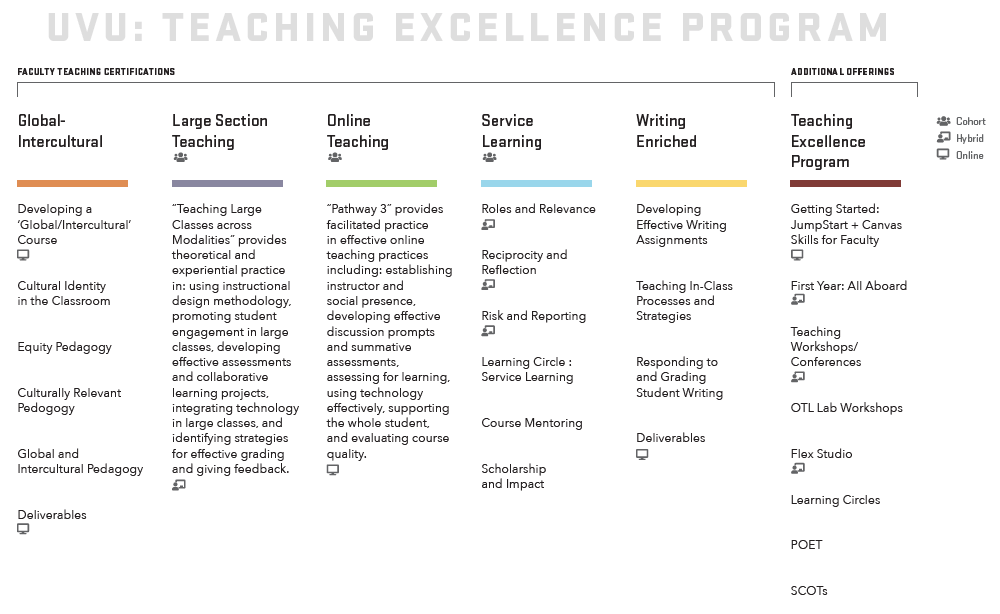 UVU: TEACHING EXCELLENCE PROGRAM
FACULTY TEACHING CERTIFICATIONS
ADDITIONAL OFFERINGS
Global-
Intercultural
Developing a
‘Global/Intercultural’
Course
Cultural Identity
in the Classroom
Equity Pedagogy
Culturally Relevant
Pedogogy
Global and
Intercultural Pedagogy
Deliverables
Large Section
Teaching
“Teaching Large
Classes across
Modalities” provides
theoretical and
experiential practice
in: using instructional
design methodology,
promoting student
engagement in large
classes, developing
effective assessments
and collaborative
learning projects,
integrating technology
in large classes, and
identifying strategies
for effective grading
and giving feedback.
Online
Teaching
“Pathway 3” provides
facilitated practice
in effective online
teaching practices
including: establishing
instructor and
social presence,
developing effective
discussion prompts
and summative
assessments,
assessing for learning,
using technology
effectively, supporting
the whole student,
and evaluating course
quality.
Service
Learning
Roles and Relevance
Reciprocity and
Reflection
Risk and Reporting
Learning Circle :
Service Learning
Course Mentoring
Scholarship
and Impact
Writing
Enriched
Developing
Effective Writing
Assignments
Teaching In-Class
Processes and
Strategies
Responding to
and Grading
Student Writing
Deliverables
Teaching
Excellence
Program
Getting Started:
JumpStart + Canvas
Skills for Faculty
First Year: All Aboard
Teaching
Workshops/
Conferences
OTL Lab Workshops
Flex Studio
Learning Circles
POET
SCOTs
Cohort
Hybrid
Online